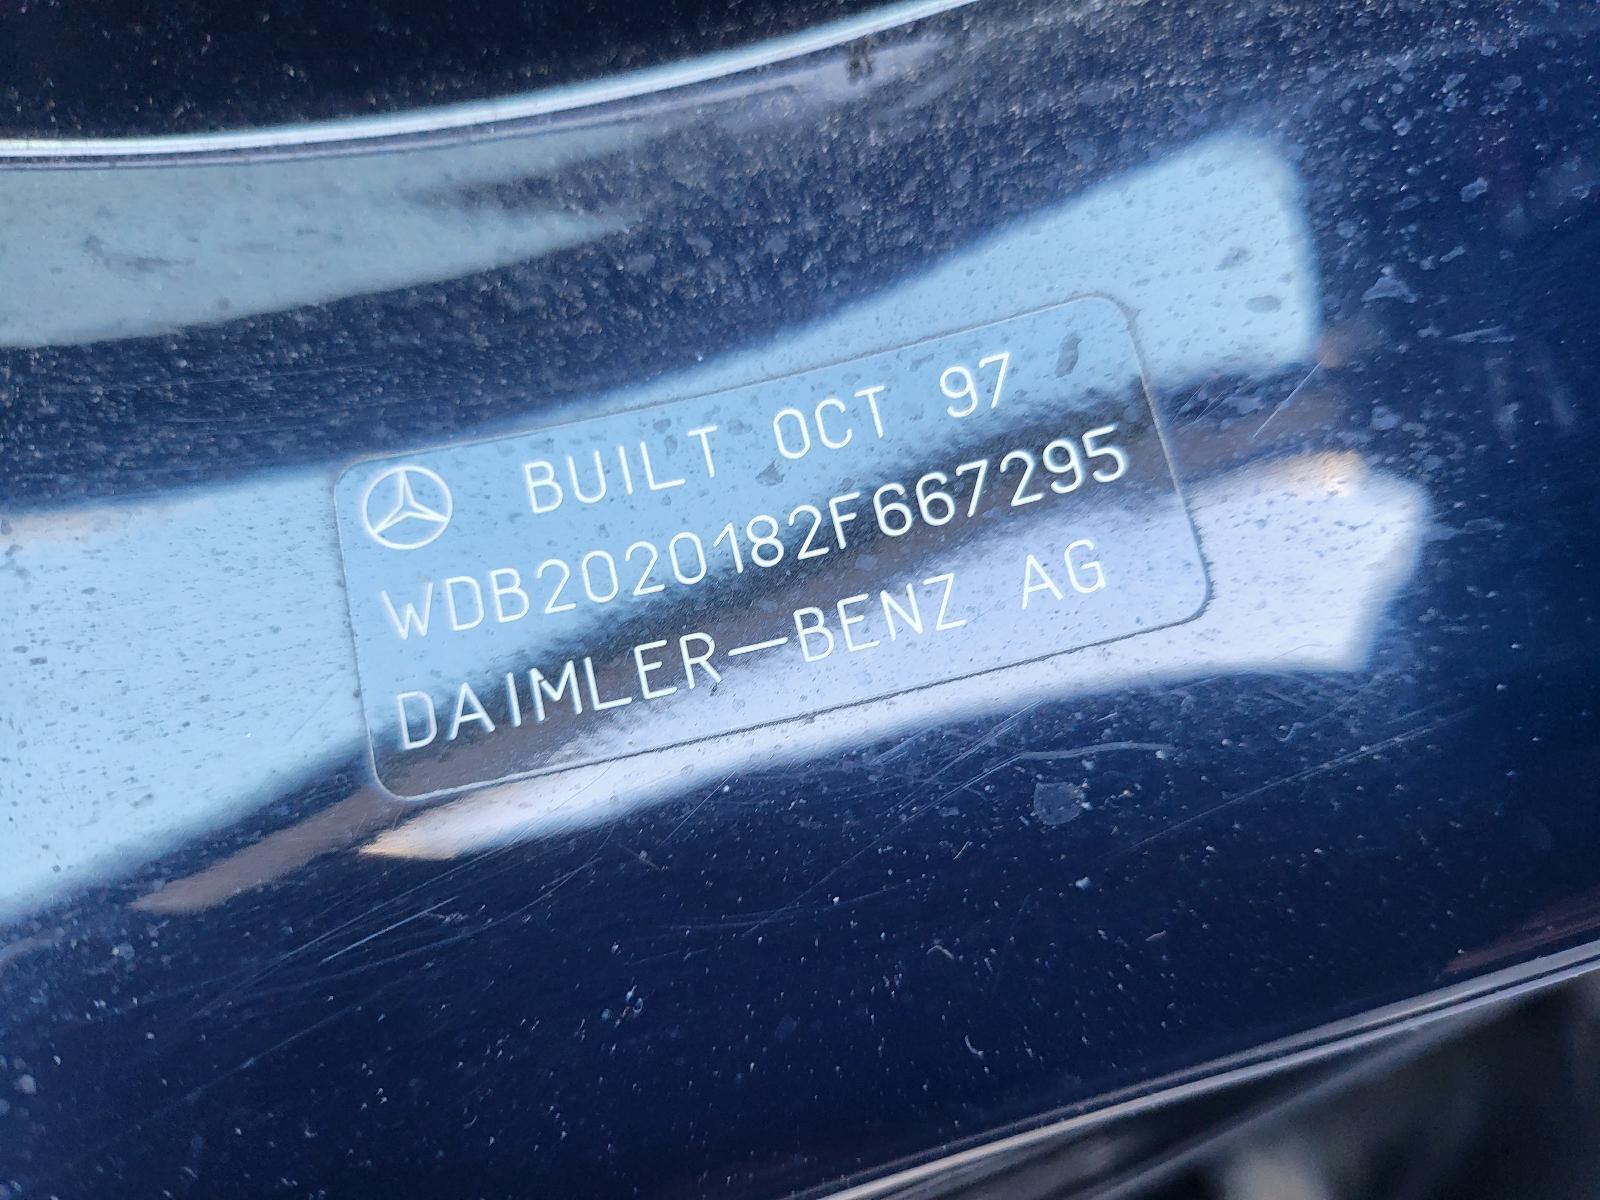 BUILT OCT 97
WDB2020182F667295
DAIMLER-BENZ AG